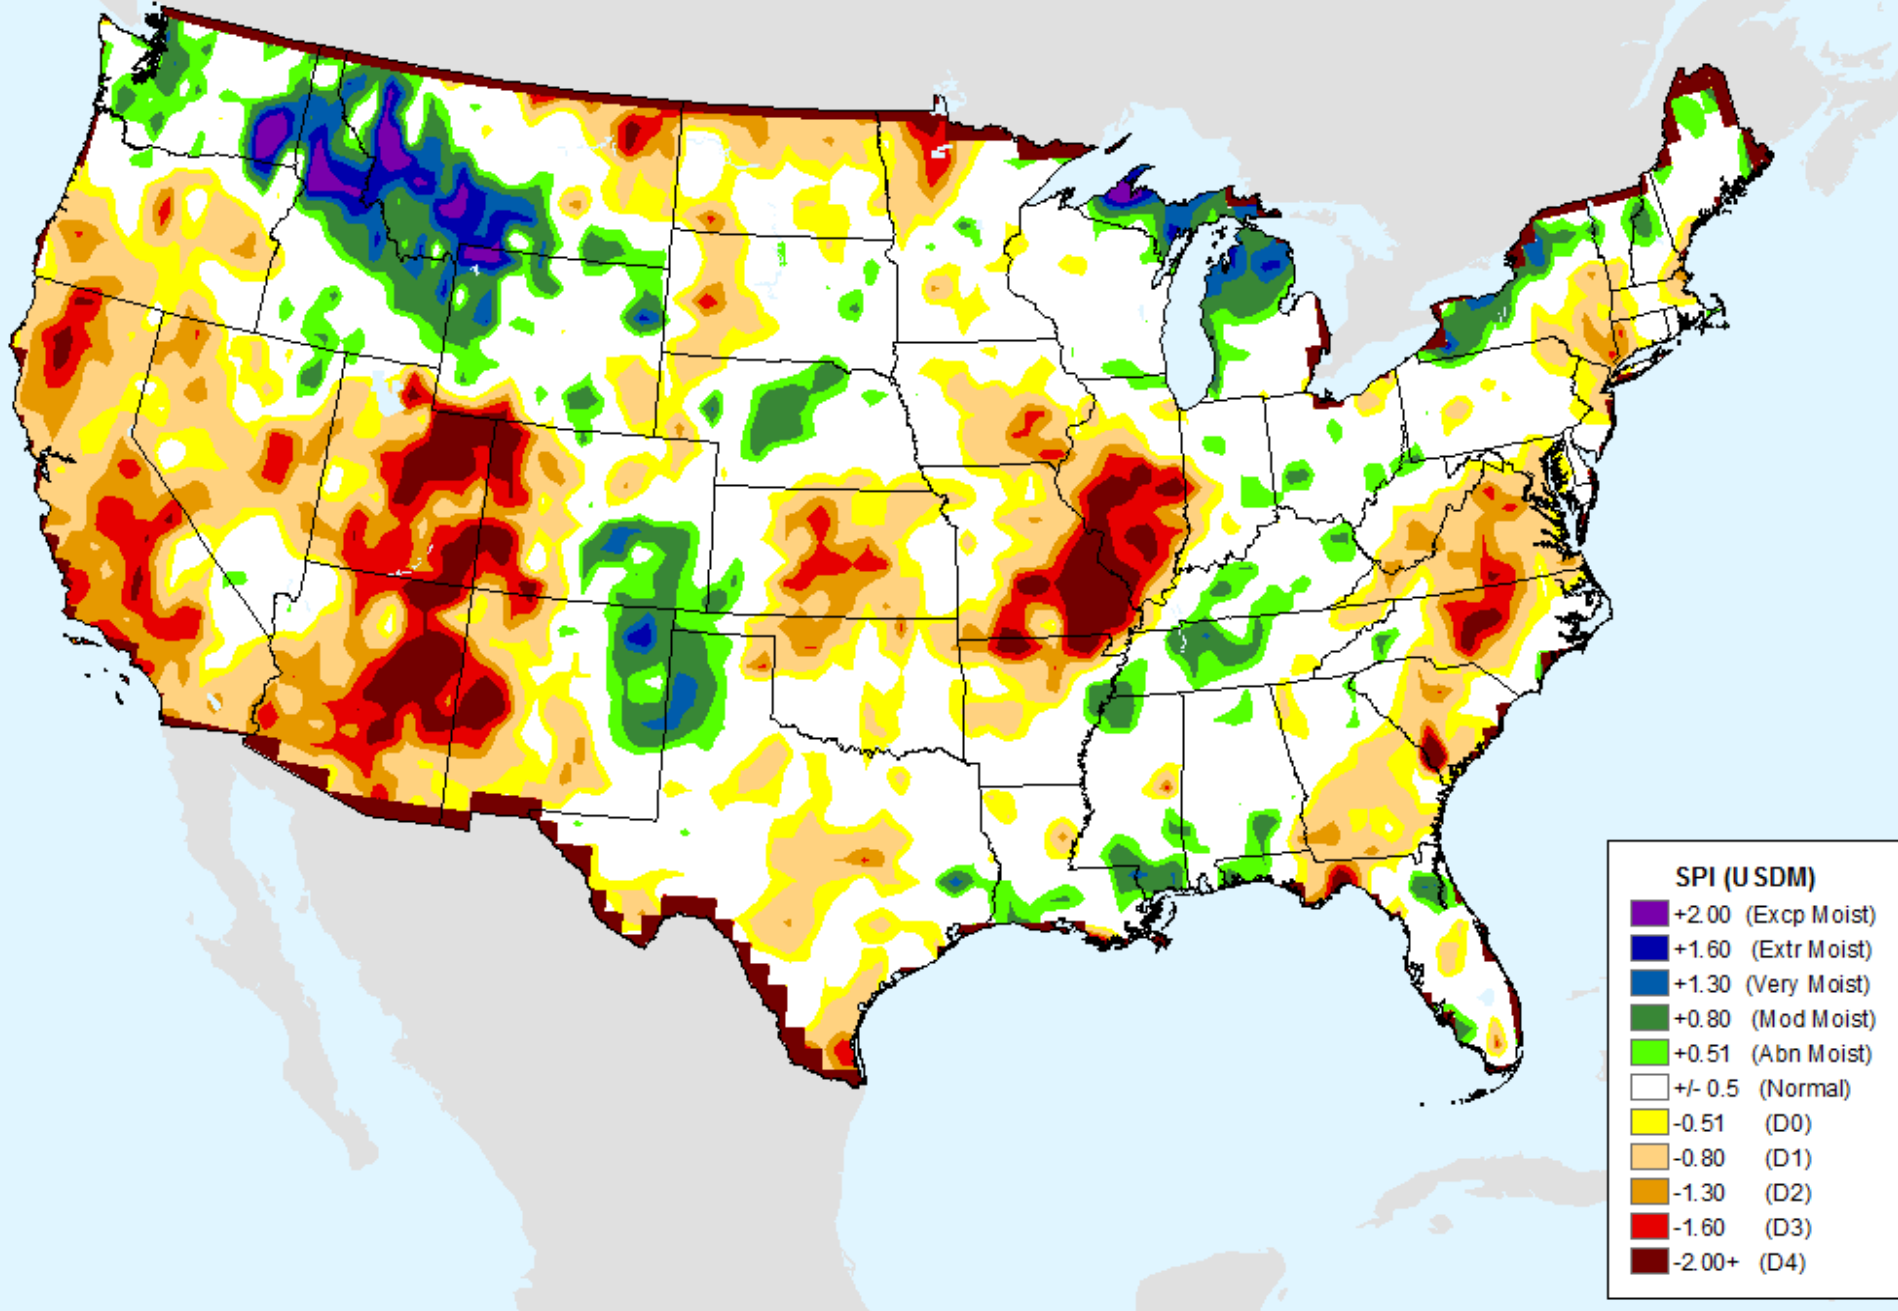 SPI (USDM)
+2.00 (Excp Moist)
+1.60 (Extr Moist)
+1.30 (Very Moist)
+0.80 (Mod Moist)
+0.51 (Abn Moist)
+/- 0.5 (Normal)
-0.51 (D0)
-0.80 (D1)
-1.30 (D2)
-1.60 (D3)
-2.00+ (D4)